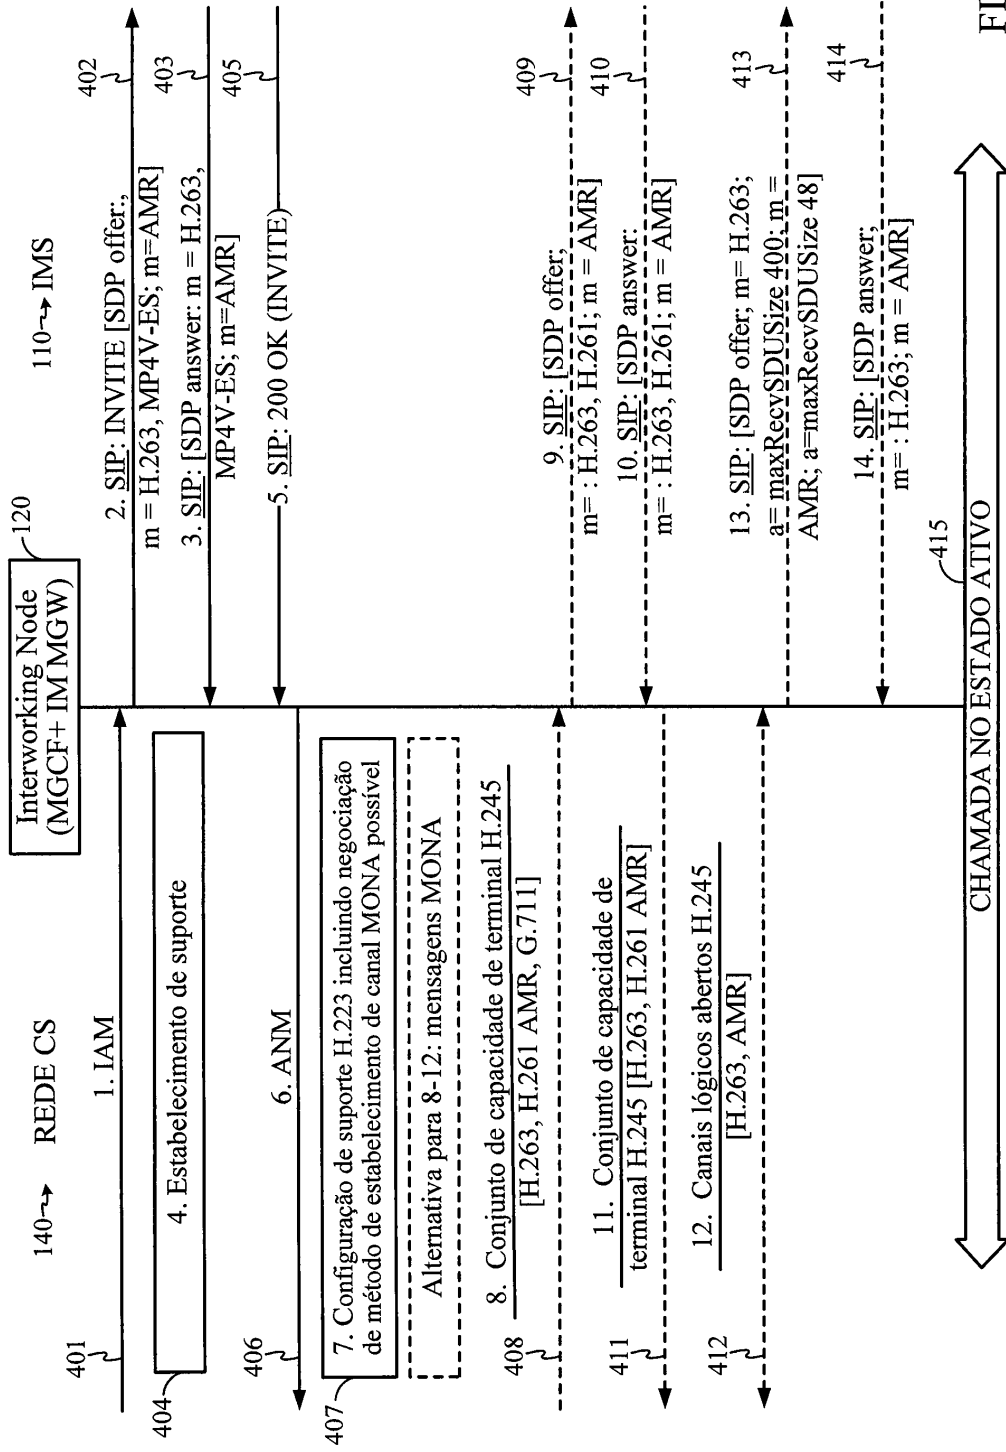 Interworking Node
(MGCF+ IM MGW)
120
140 REDE CS
110 IMS
401
1. IAM
402
2. SIP: INVITE [SDP offer:,
m = H.263, MP4V-ES; m=AMR]
403
3. SIP: [SDP answer: m = H.263,
MP4V-ES; m=AMR]
404
4. Estabelecimento de suporte
405
5. SIP: 200 OK (INVITE)
406
6. ANM
407
7. Configuração de suporte H.223 incluindo negociação
de método de estabelecimento de canal MONA possível
Alternativa para 8-12: mensagens MONA
408
8. Conjunto de capacidade de terminal H.245
[H.263, H.261 AMR, G.711]
409
9. SIP: [SDP offer;
m= : H.263, H.261; m = AMR]
410
10. SIP: [SDP answer:
m= : H.263, H.261; m = AMR]
411
11. Conjunto de capacidade de
terminal H.245 [H.263, H.261 AMR]
412
12. Canais lógicos abertos H.245
[H.263, AMR]
413
13. SIP: [SDP offer; m= H.263;
a= maxRecvSDUSize 400; m =
AMR; a=maxRecvSDUSize 48]
414
14. SIP: [SDP answer;
m= : H.263; m = AMR]
415
CHAMADA NO ESTADO ATIVO